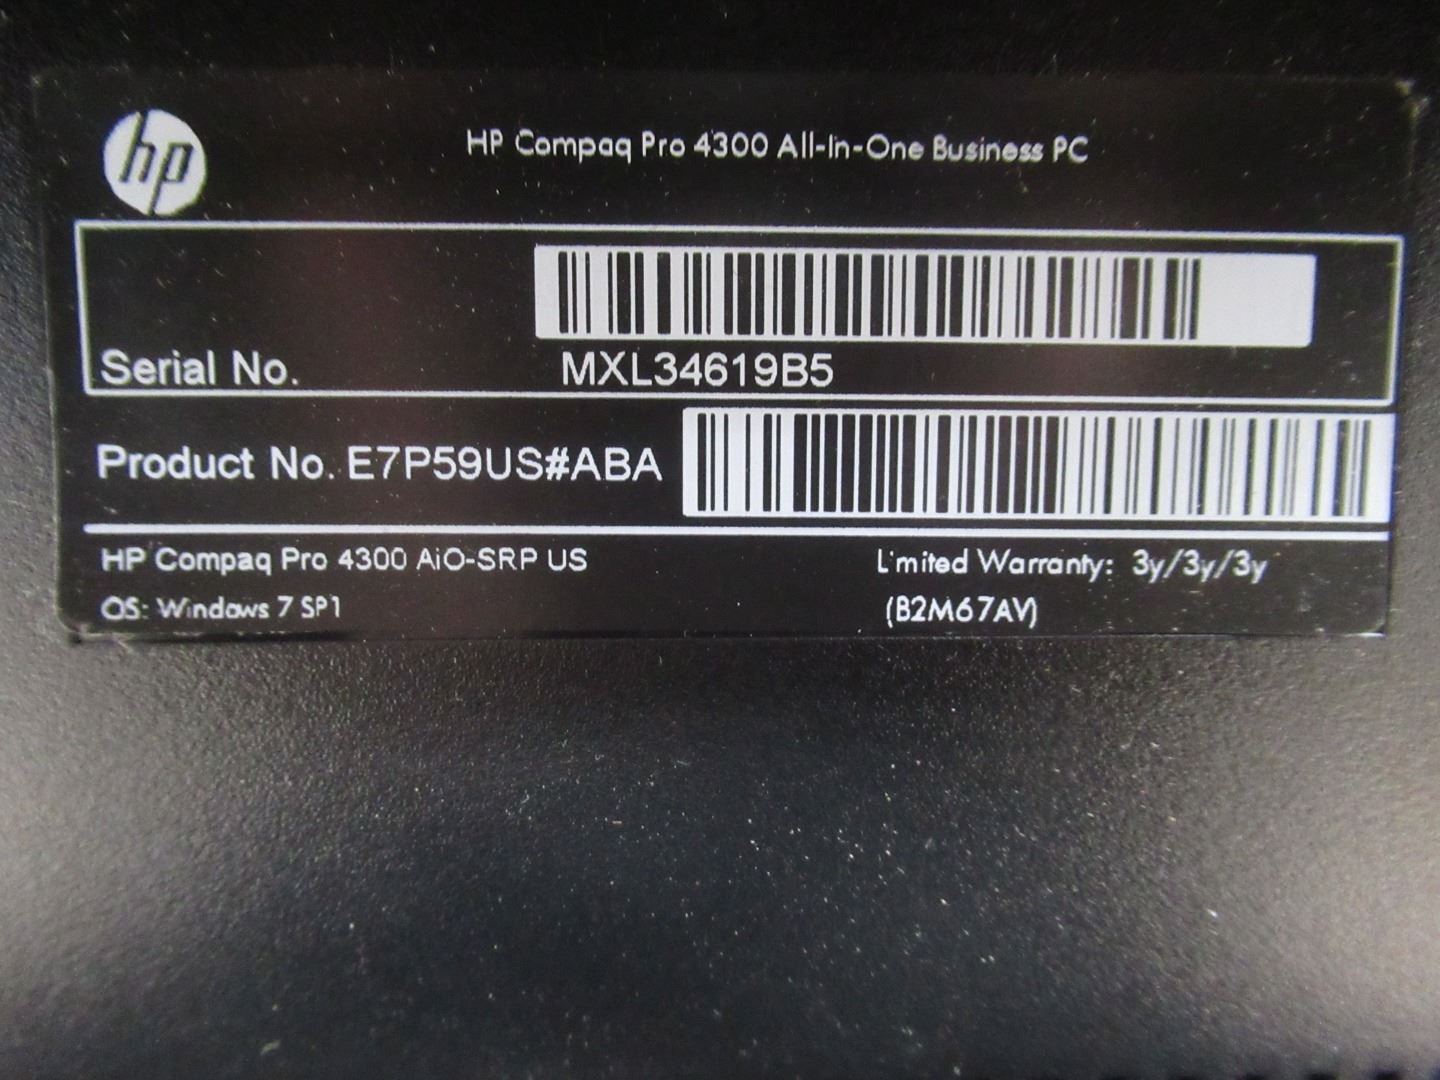 hp
HP Compaq Pro 4300 All-In-One Business PC
Serial No. MXL34619B5
Product No. E7P59US#ABA
HP Compaq Pro 4300 AiO-SRP US Limited Warranty: 3y/3y/3y
OS: Windows 7 SP1 (B2M67AV)